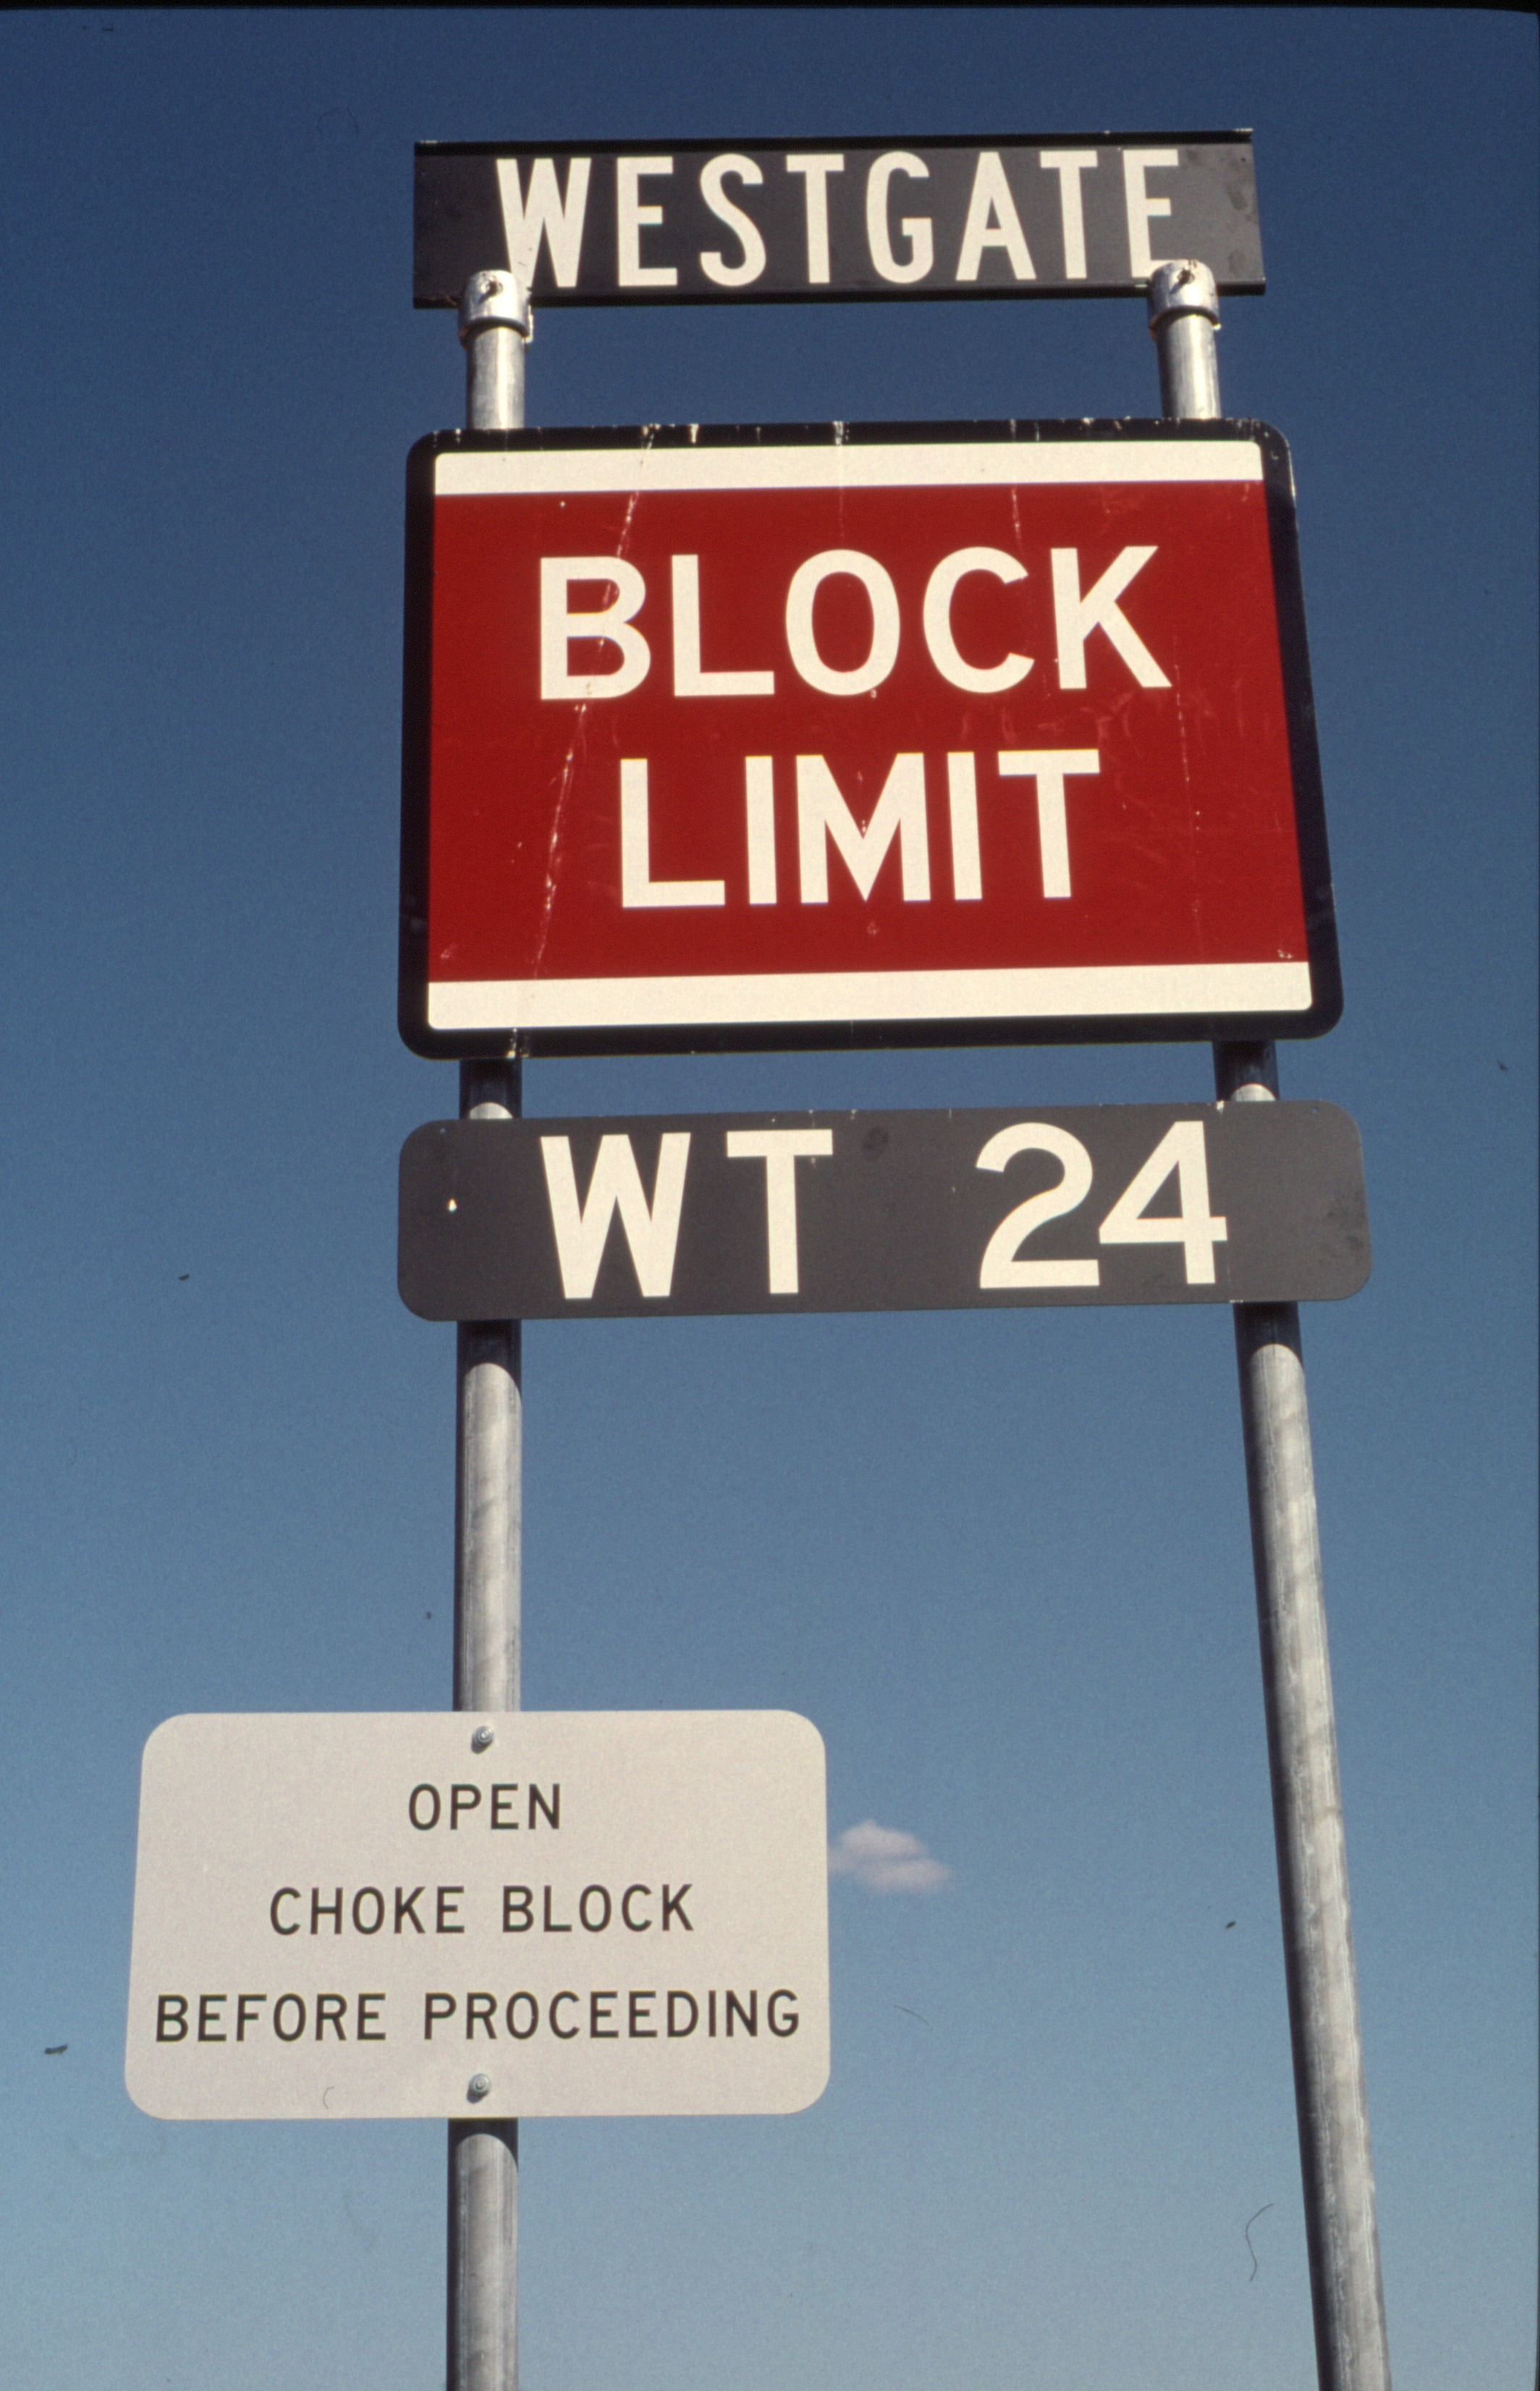 WESTGATE
BLOCK
LIMIT
WT 24
OPEN
CHOKE BLOCK
BEFORE PROCEEDING